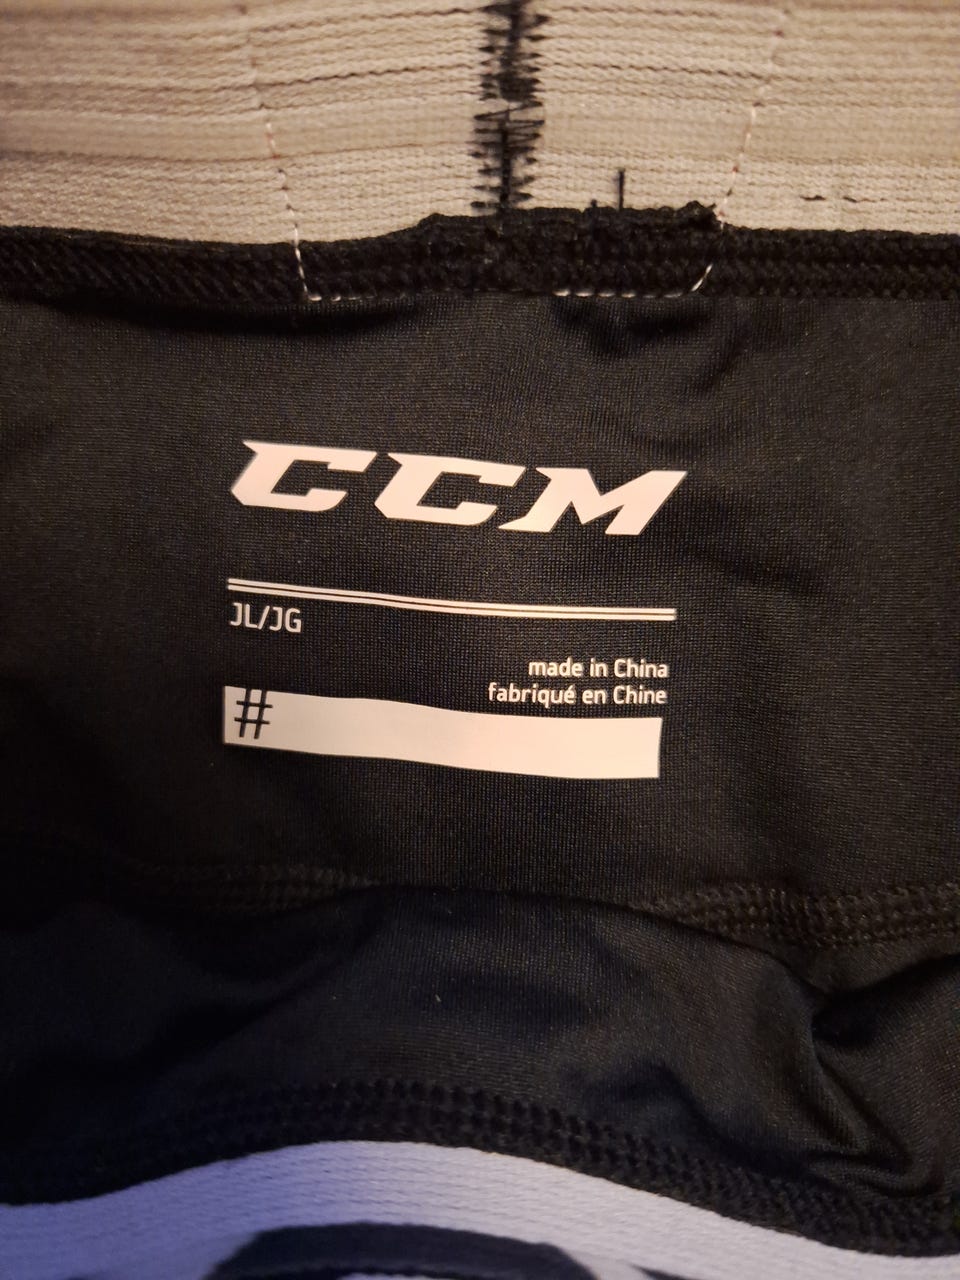 CCM
JL/JG
made in China
fabriqué en Chine
#